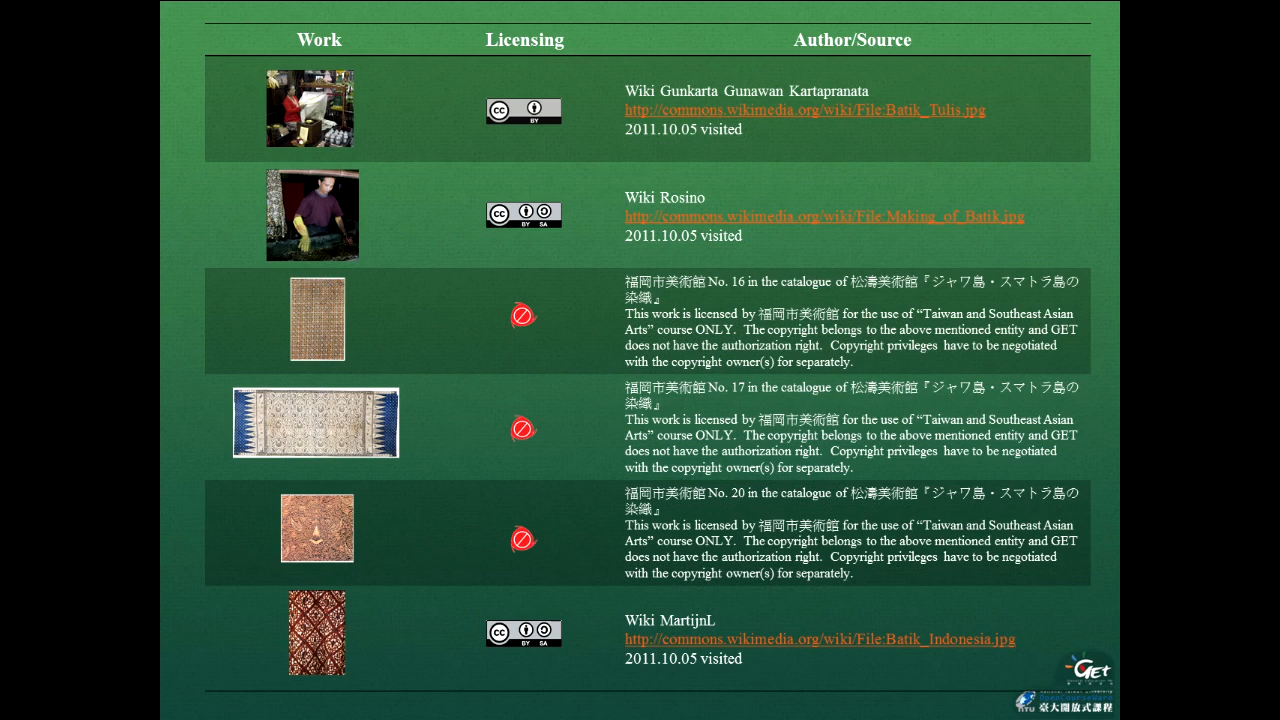 Work Licensing Author/Source
Wiki Gunkarta Gunawan Kartapranata
http://commons.wikimedia.org/wiki/File:Batik_Tulis.jpg
2011.10.05 visited
cc BY
Wiki Rosino
http://commons.wikimedia.org/wiki/File:Making_of_Batik.jpg
2011.10.05 visited
cc BY SA
福岡市美術館 No. 16 in the catalogue of 松濤美術館『ジャワ島・スマトラ島の
染織』
This work is licensed by 福岡市美術館 for the use of “Taiwan and Southeast Asian
Arts” course ONLY. The copyright belongs to the above mentioned entity and GET
does not have the authorization right. Copyright privileges have to be negotiated
with the copyright owner(s) for separately.
福岡市美術館 No. 17 in the catalogue of 松濤美術館『ジャワ島・スマトラ島の
染織』
This work is licensed by 福岡市美術館 for the use of “Taiwan and Southeast Asian
Arts” course ONLY. The copyright belongs to the above mentioned entity and GET
does not have the authorization right. Copyright privileges have to be negotiated
with the copyright owner(s) for separately.
福岡市美術館 No. 20 in the catalogue of 松濤美術館『ジャワ島・スマトラ島の
染織』
This work is licensed by 福岡市美術館 for the use of “Taiwan and Southeast Asian
Arts” course ONLY. The copyright belongs to the above mentioned entity and GET
does not have the authorization right. Copyright privileges have to be negotiated
with the copyright owner(s) for separately.
Wiki MartijnL
http://commons.wikimedia.org/wiki/File:Batik_Indonesia.jpg
2011.10.05 visited
cc BY SA
GET
OpenCourseWare
NTU 臺大開放式課程